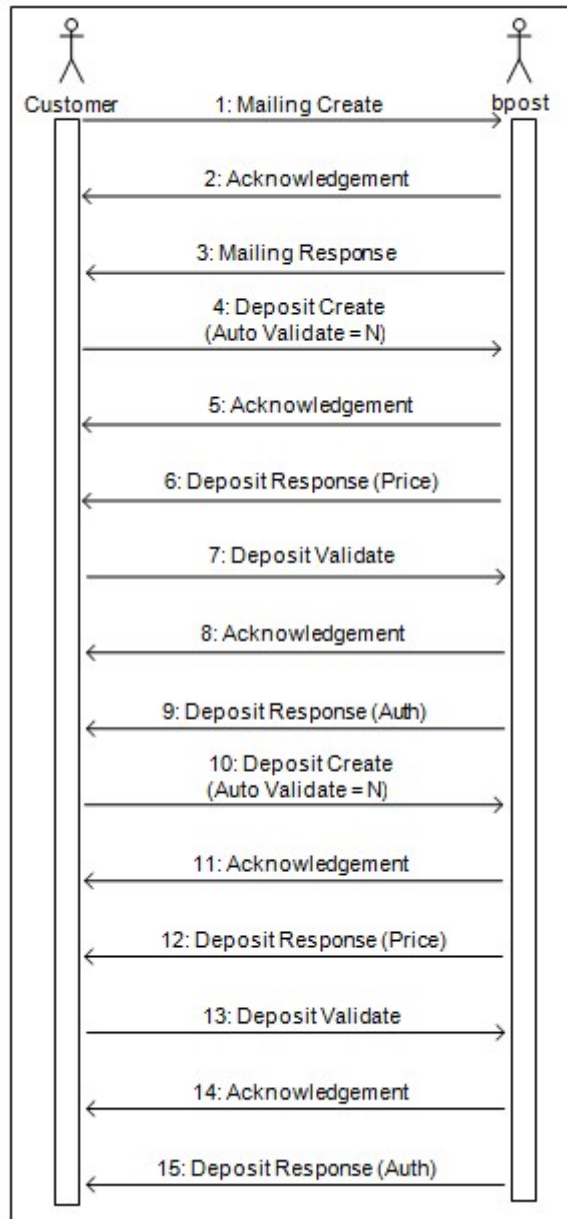 Customer
bpost
1: Mailing Create
2: Acknowledgement
3: Mailing Response
4: Deposit Create
(Auto Validate = N)
5: Acknowledgement
6: Deposit Response (Price)
7: Deposit Validate
8: Acknowledgement
9: Deposit Response (Auth)
10: Deposit Create
(Auto Validate = N)
11: Acknowledgement
12: Deposit Response (Price)
13: Deposit Validate
14: Acknowledgement
15: Deposit Response (Auth)